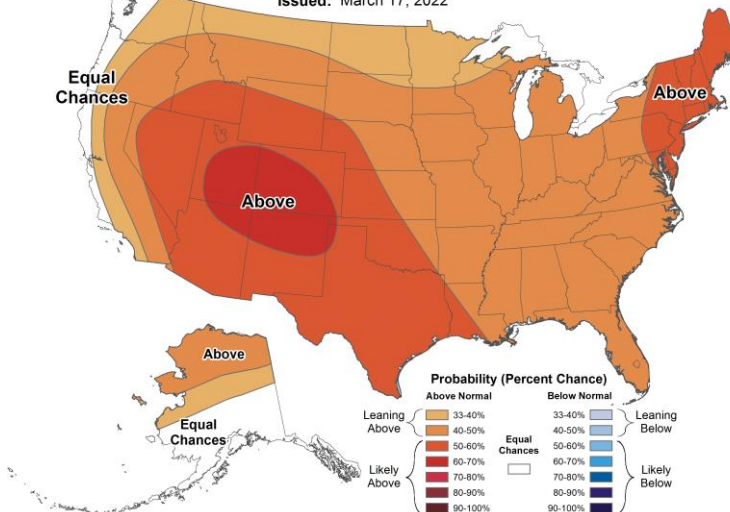 Issued: March 17, 2022
Equal
Chances
Above
Above
Above
Equal
Chances
Probability (Percent Chance)
Above Normal
Below Normal
Leaning
Above
33-40%
40-50%
Likely
Above
50-60%
60-70%
70-80%
80-90%
90-100%
Equal
Chances
33-40%
40-50%
Leaning
Below
50-60%
60-70%
70-80%
80-90%
90-100%
Likely
Below